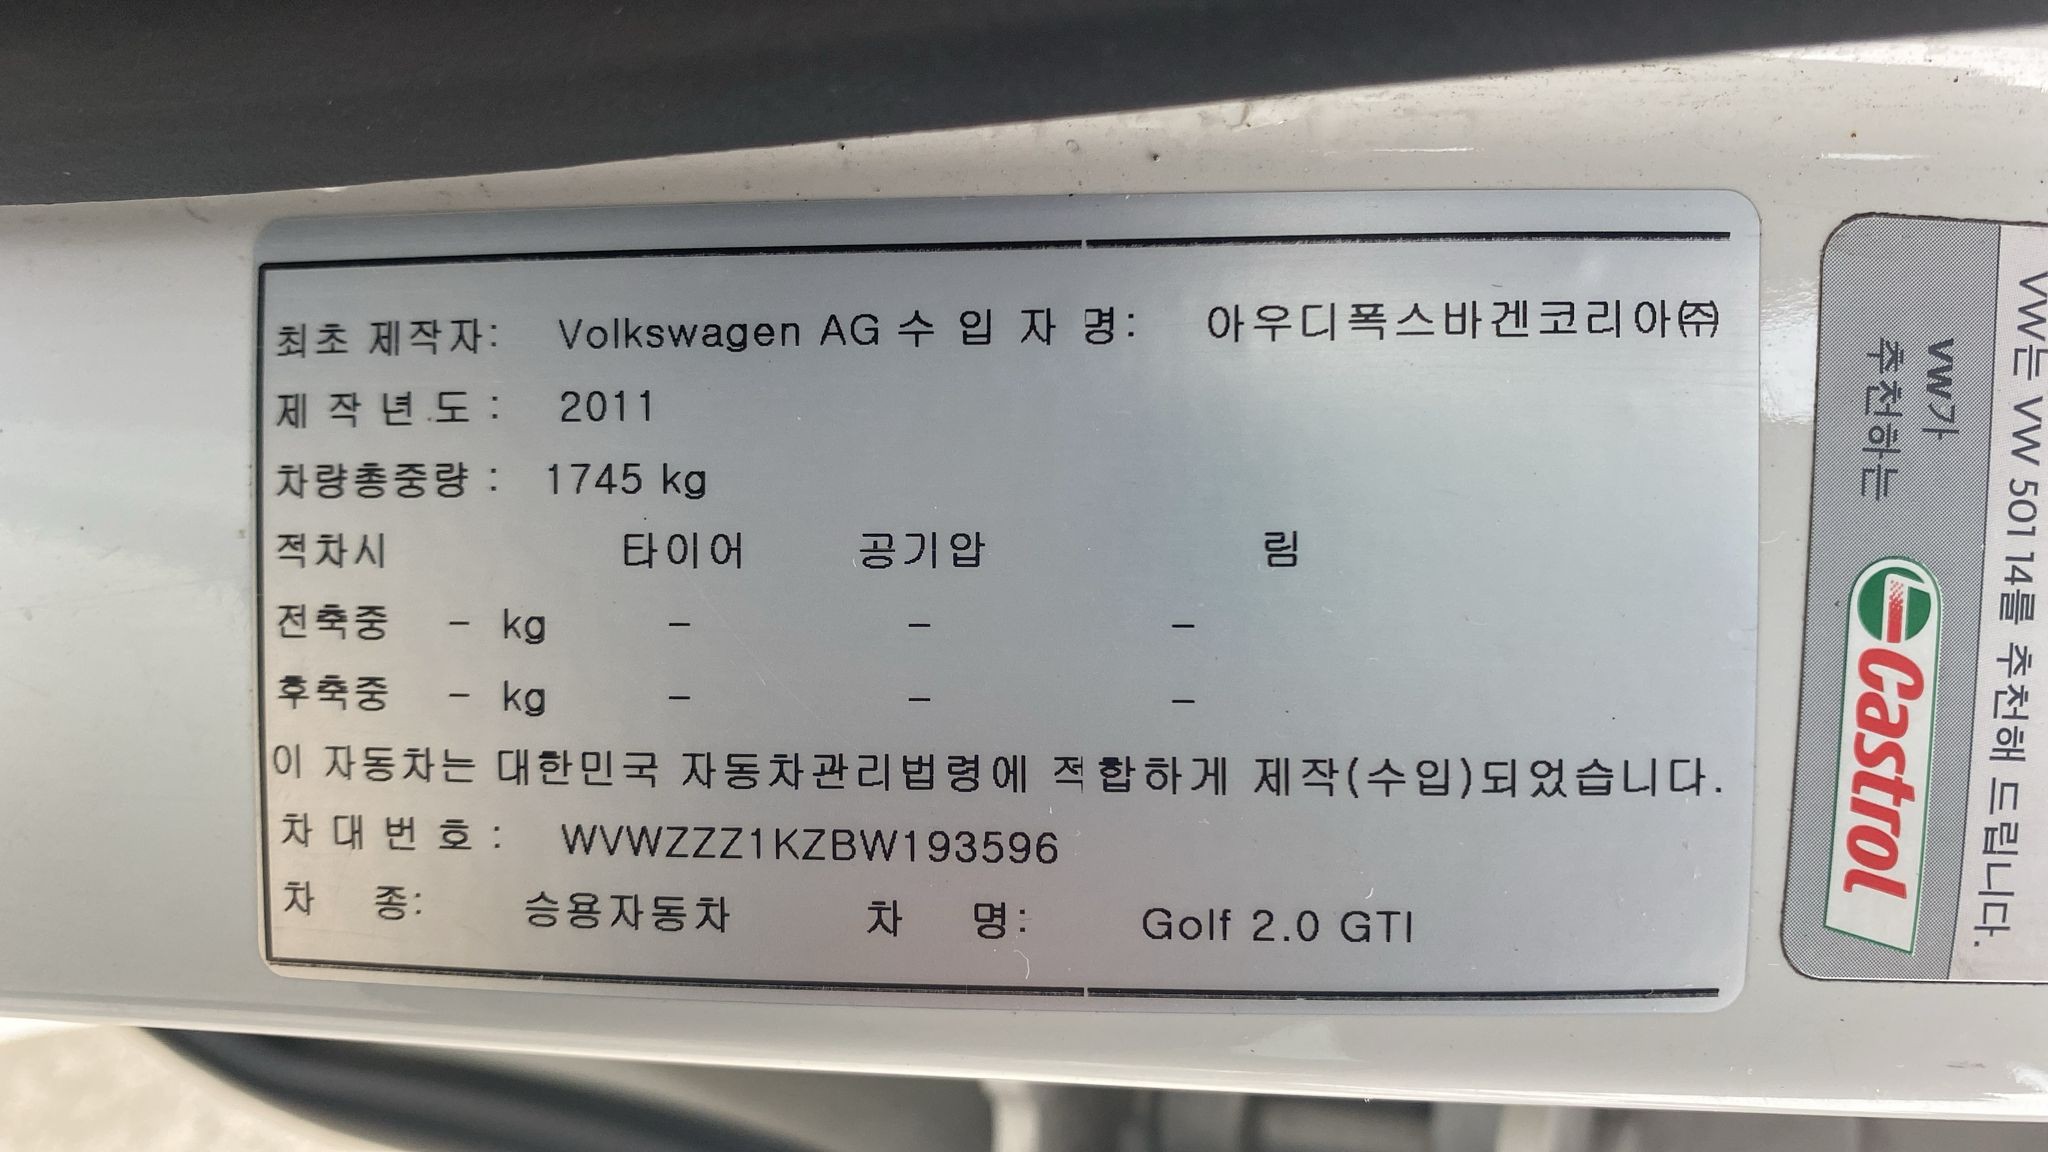 최초 제작자: Volkswagen AG 수 입 자 명: 아우디폭스바겐코리아㈜
제 작 년 도 : 2011
차량총중량 : 1745 kg
적차시 타이어 공기압 림
전축중 - kg - - -
후축중 - kg - - -
이 자동차는 대한민국 자동차관리법령에 적합하게 제작(수입)되었습니다.
차 대 번 호 : WVWZZZ1KZBW193596
차 종: 승용자동차 차 명: Golf 2.0 GTI
VW가
추천하는
Castrol
VW는 VW 501 14를 추천해 드립니다.